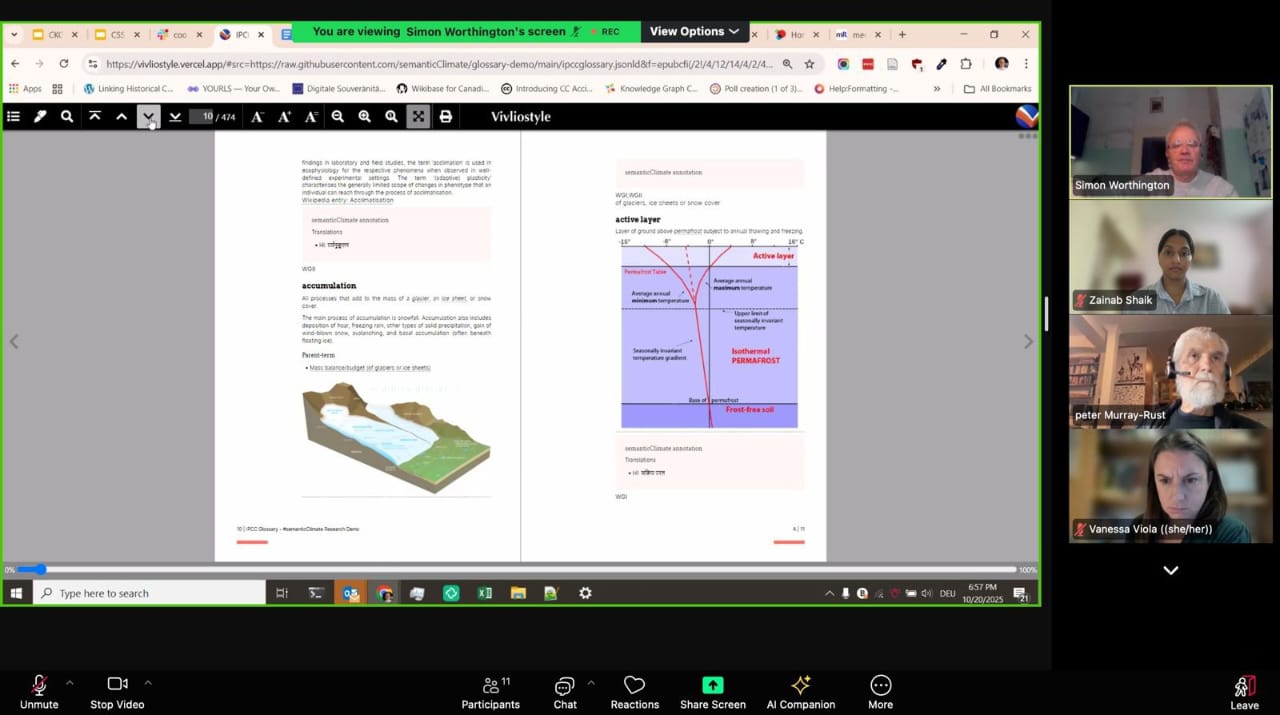 You are viewing Simon Worthington's screen
REC
View Options
CKC
CSS
coo
IPC
Hor
mR me
https://vivliostyle.vercel.app/#src=https://raw.githubusercontent.com/semanticClimate/glossary-demo/main/ipccglossary.jsonld&f=epubcfi(/2!/4/12/14/4/2/4...
Apps
Linking Historical C...
YOURLS — Your Ow...
Digitale Souveränitä...
Wikibase for Canadi...
Introducing CC Acci...
Knowledge Graph C...
Poll creation (1 of 3)...
Help:Formatting -...
All Bookmarks
10 / 474
Vivliostyle
findings in laboratory and field studies, the term 'acclimation' is used in
ecophysiology for the respective phenomena when observed in well-
defined experimental settings. The term '(adaptive) plasticity'
characterises the generally limited scope of changes in phenotype that an
individual can reach through the process of acclimatisation.
Wikipedia entry: Acclimatisation
semanticClimate annotation
Translations
WGII
accumulation
All processes that add to the mass of a glacier, an ice sheet, or snow
cover.
The main process of accumulation is snowfall. Accumulation also includes
deposition of hoar, freezing rain, other types of solid precipitation, gain of
wind-blown snow, avalanching, and basal accumulation (often beneath
floating ice).
Parent-term
• Mass balance/budget (of glaciers or ice sheets)
10 | IPCC Glossary - #semanticClimate Research Demo
semanticClimate annotation
WGI,WGII
of glaciers, ice sheets or snow cover
active layer
Layer of ground above permafrost subject to annual thawing and freezing.
-16° -8° 0° 8° 16° C
Active layer
Permafrost Table
Average annual
maximum temperature
Average annual
minimum temperature
Upper limit of
seasonally invariant
temperature
Seasonally invariant
temperature gradient
Isothermal
PERMAFROST
Base of permafrost
Frost-free soil
semanticClimate annotation
Translations
• HI: सक्रिय परत
WGI
A | 11
0%
100%
Type here to search
DEU
6:57 PM
10/20/2025
21
Simon Worthington
Zainab Shaik
peter Murray-Rust
Vanessa Viola ((she/her))
Unmute
Stop Video
Participants
11
Chat
Reactions
Share Screen
AI Companion
More
Leave